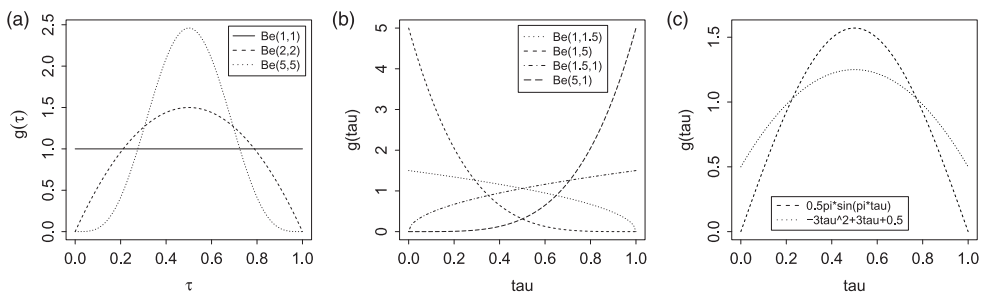 (a)
g(τ)
2.5
2.0
1.5
1.0
0.5
0.0
Be(1,1)
Be(2,2)
Be(5,5)
0.0 0.2 0.4 0.6 0.8 1.0
τ
(b)
g(tau)
5
4
3
2
1
0
Be(1,1.5)
Be(1,5)
Be(1.5,1)
Be(5,1)
0.0 0.2 0.4 0.6 0.8 1.0
tau
(c)
g(tau)
1.5
1.0
0.5
0.0
0.5pi*sin(pi*tau)
−3tau^2+3tau+0.5
0.0 0.2 0.4 0.6 0.8 1.0
tau